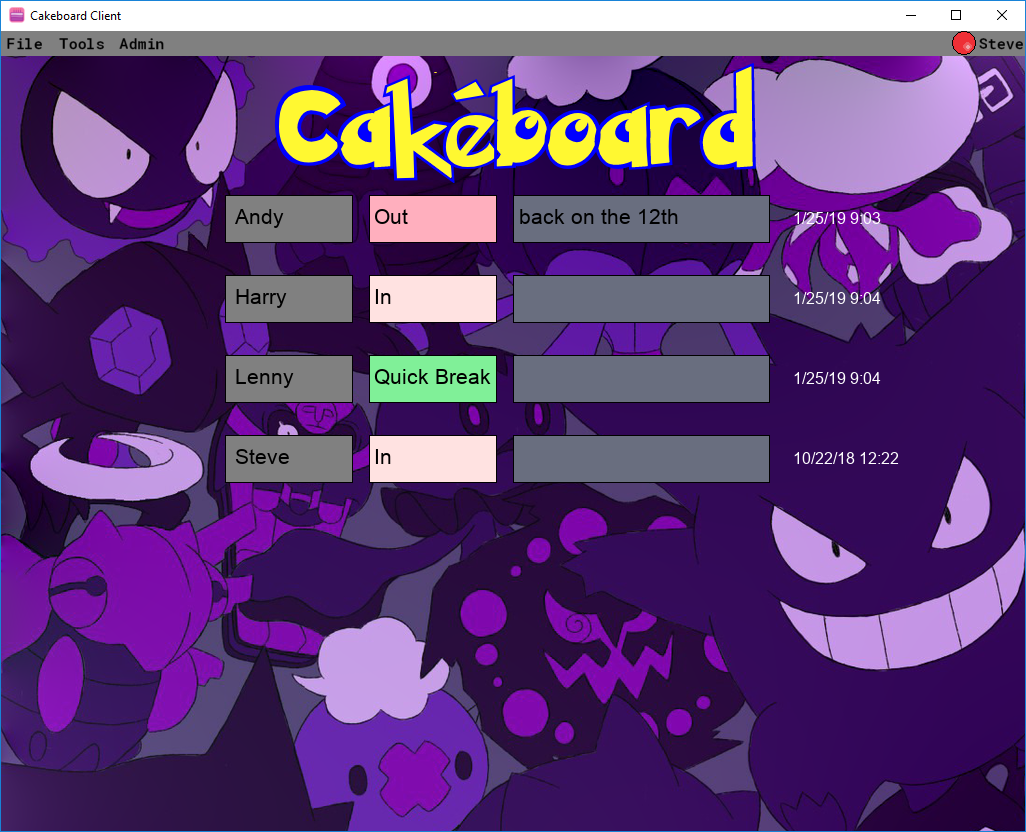 Cakeboard Client
File Tools Admin Steve
Cakéboard
Andy Out back on the 12th 1/25/19 9:03
Harry In 1/25/19 9:04
Lenny Quick Break 1/25/19 9:04
Steve In 10/22/18 12:22